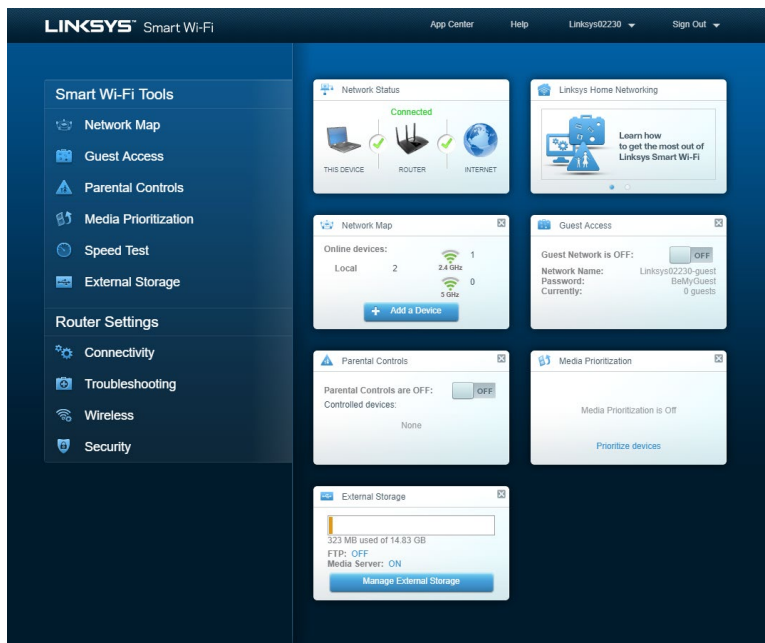 LINKSYS™ Smart Wi-Fi
App Center
Help
Linksys02230
Sign Out
Smart Wi-Fi Tools
Network Map
Guest Access
Parental Controls
Media Prioritization
Speed Test
External Storage
Router Settings
Connectivity
Troubleshooting
Wireless
Security
Network Status
Connected
THIS DEVICE
ROUTER
INTERNET
Linksys Home Networking
Learn how
to get the most out of
Linksys Smart Wi-Fi
Network Map
Online devices:
Local 2
1
2.4 GHz
0
5 GHz
+ Add a Device
Guest Access
Guest Network is OFF: OFF
Network Name: Linksys02230-guest
Password: BeMyGuest
Currently: 0 guests
Parental Controls
Parental Controls are OFF: OFF
Controlled devices:
None
Media Prioritization
Media Prioritization is Off
Prioritize devices
External Storage
323 MB used of 14.83 GB
FTP: OFF
Media Server: ON
Manage External Storage